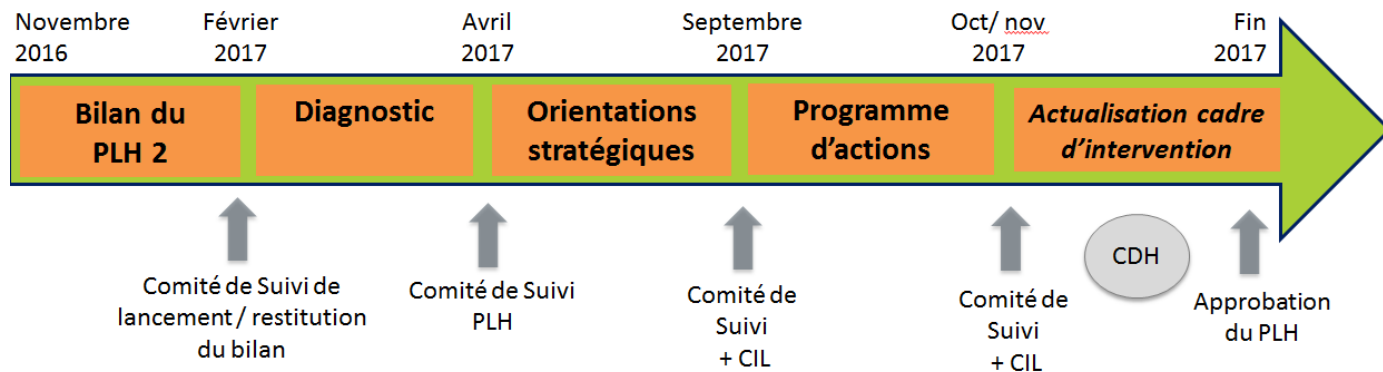 Novembre
2016
Février
2017
Avril
2017
Septembre
2017
Oct/ nov
2017
Fin
2017
Bilan du
PLH 2
Diagnostic
Orientations
stratégiques
Programme
d’actions
Actualisation cadre
d’intervention
Comité de Suivi de
lancement / restitution
du bilan
Comité de Suivi
PLH
Comité de
Suivi
+ CIL
Comité de
Suivi
+ CIL
CDH
Approbation
du PLH